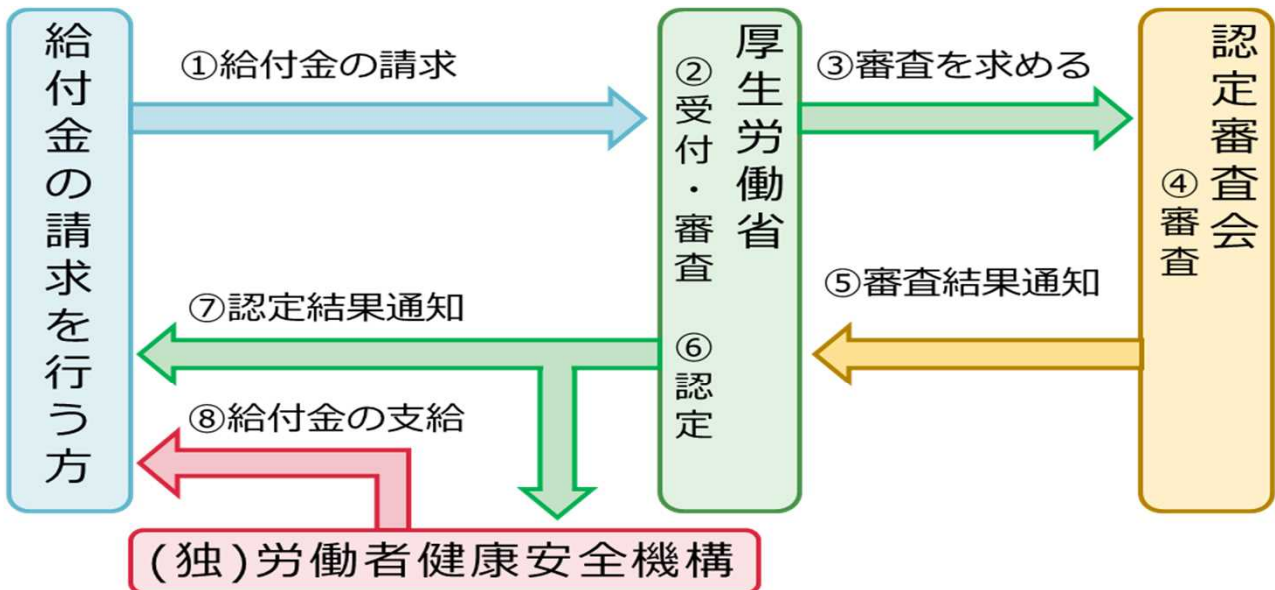 給付金の請求を行う方
①給付金の請求
厚生労働省
②受付・審査
⑥認定
③審査を求める
認定審査会
④審査
⑤審査結果通知
⑦認定結果通知
⑧給付金の支給
(独)労働者健康安全機構